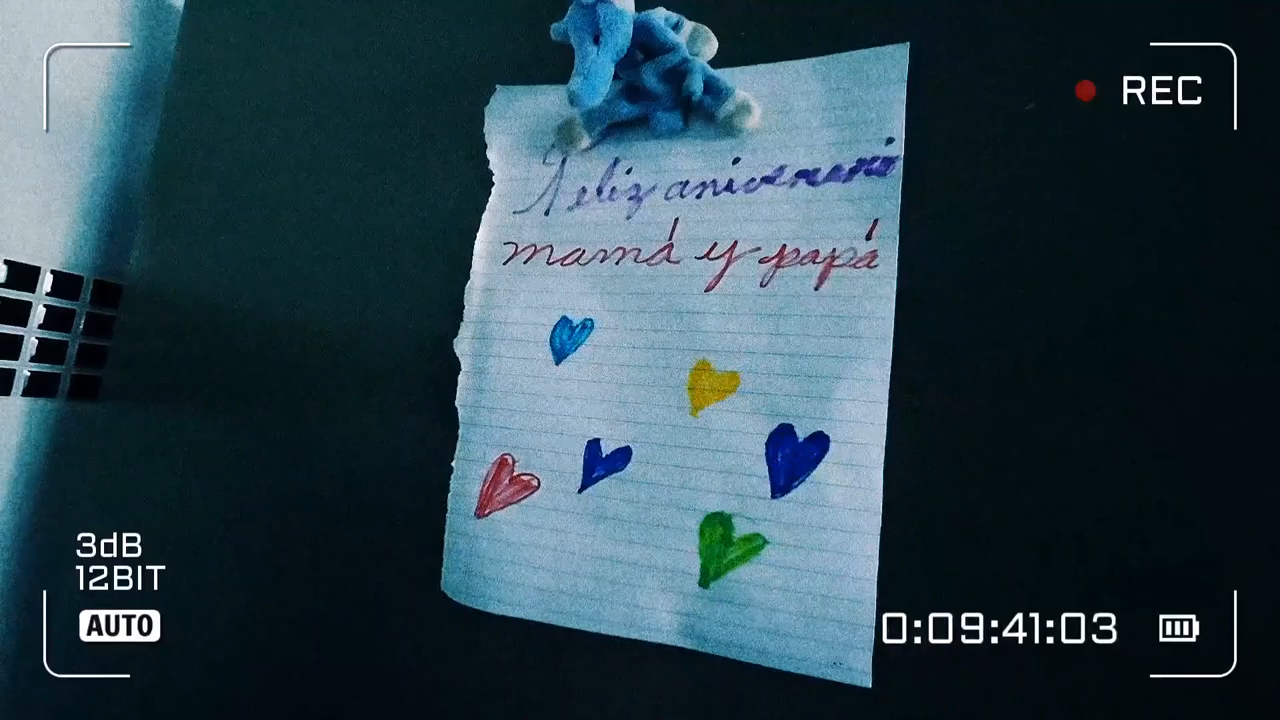 REC
Feliz aniversario
mamá y papá
3dB
12BIT
AUTO
0:09:41:03